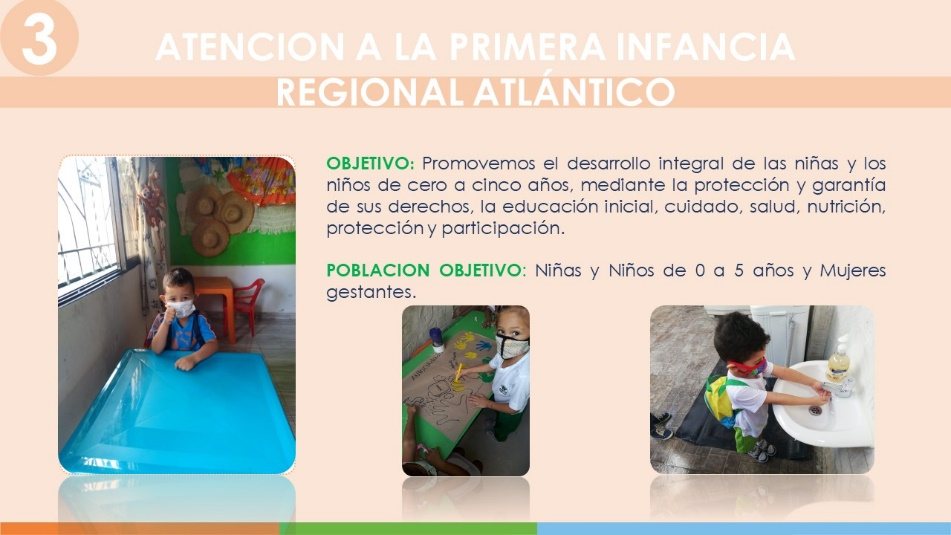 3
ATENCION A LA PRIMERA INFANCIA
REGIONAL ATLÁNTICO
OBJETIVO: Promovemos el desarrollo integral de las niñas y los
niños de cero a cinco años, mediante la protección y garantía
de sus derechos, la educación inicial, cuidado, salud, nutrición,
protección y participación.
POBLACION OBJETIVO: Niñas y Niños de 0 a 5 años y Mujeres
gestantes.